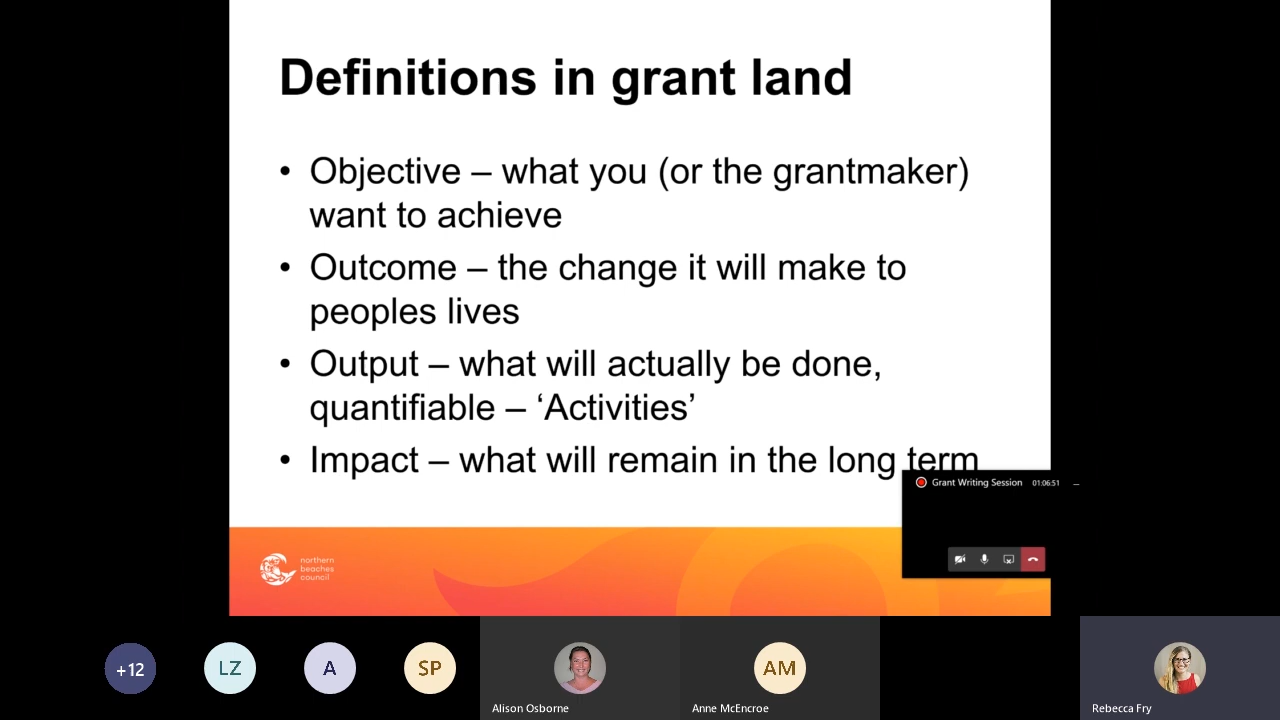 Definitions in grant land
• Objective – what you (or the grantmaker)
want to achieve
• Outcome – the change it will make to
peoples lives
• Output – what will actually be done,
quantifiable – ‘Activities’
• Impact – what will remain in the long term
Grant Writing Session 01:06:51 ...
northern
beaches
council
+12
LZ
A
SP
AM
Alison Osborne
Anne McEncroe
Rebecca Fry